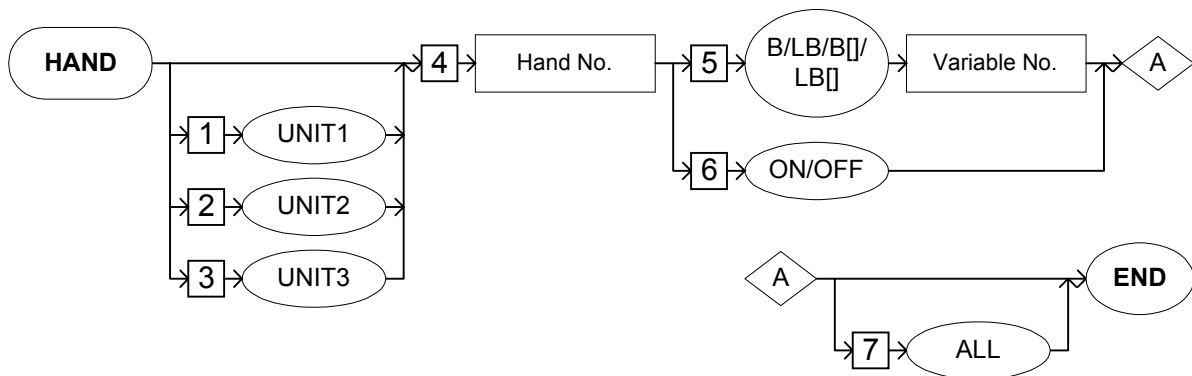 HAND
4
Hand No.
5
B/LB/B[]/
LB[]
Variable No.
A
1
UNIT1
6
ON/OFF
2
UNIT2
3
UNIT3
A
END
7
ALL